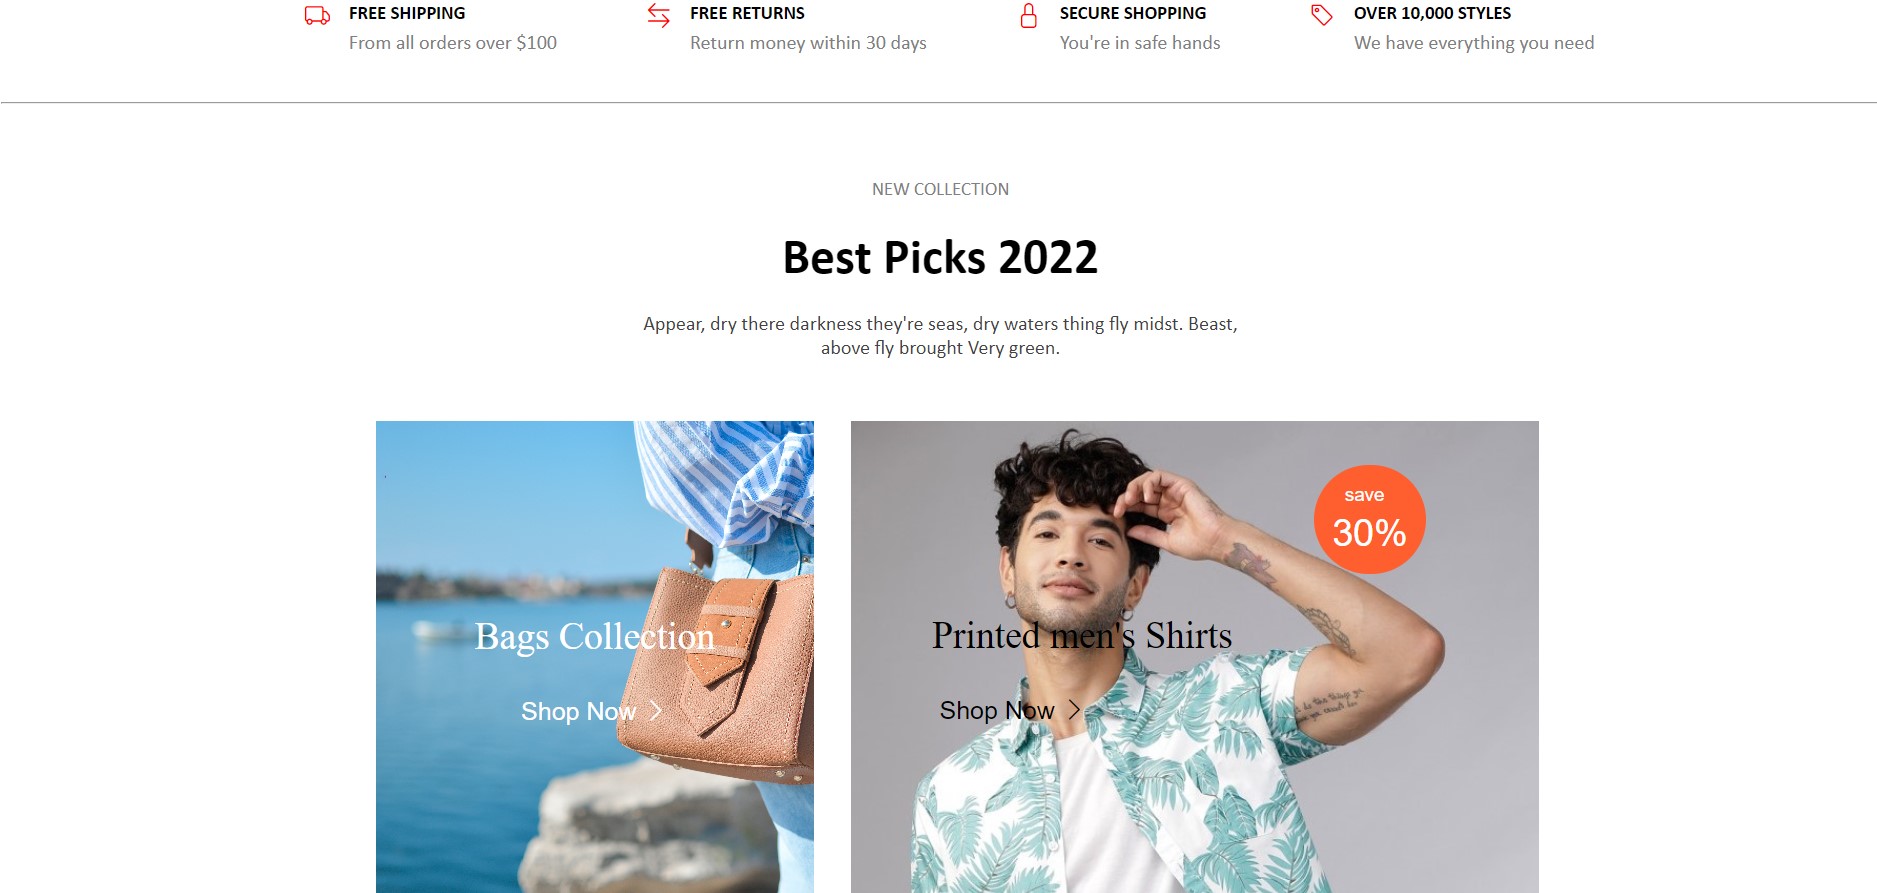 FREE SHIPPING
From all orders over $100
FREE RETURNS
Return money within 30 days
SECURE SHOPPING
You're in safe hands
OVER 10,000 STYLES
We have everything you need
NEW COLLECTION
Best Picks 2022
Appear, dry there darkness they're seas, dry waters thing fly midst. Beast,
above fly brought Very green.
Bags Collection
Shop Now
save
30%
Printed men's Shirts
Shop Now